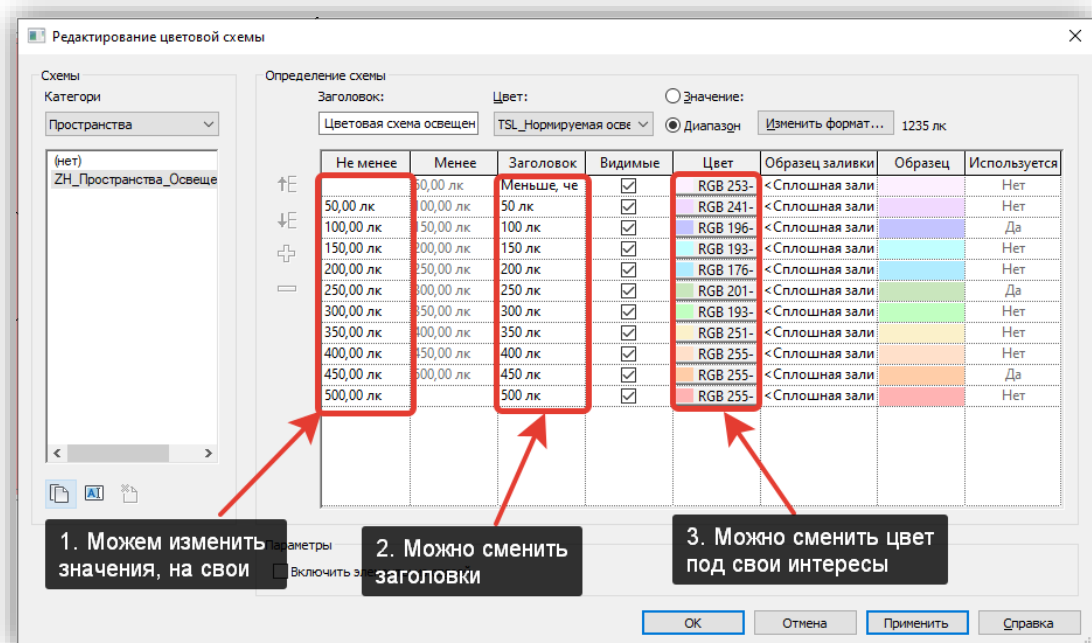 Редактирование цветовой схемы
Схемы
Категори
Пространства
(нет)
ZH_Пространства_Освеще
Определение схемы
Заголовок: Цвет: Значение:
Цветовая схема освещен TSL_Нормируемая осве Диапазон Изменить формат... 1235 лк
Не менее Менее Заголовок Видимые Цвет Образец заливки Образец Используется
50,00 лк Меньше, че RGB 253- <Сплошная зали Нет
50,00 лк 100,00 лк 50 лк RGB 241- <Сплошная зали Нет
100,00 лк 150,00 лк 100 лк RGB 196- <Сплошная зали Да
150,00 лк 200,00 лк 150 лк RGB 193- <Сплошная зали Нет
200,00 лк 250,00 лк 200 лк RGB 176- <Сплошная зали Нет
250,00 лк 300,00 лк 250 лк RGB 201- <Сплошная зали Да
300,00 лк 350,00 лк 300 лк RGB 193- <Сплошная зали Нет
350,00 лк 400,00 лк 350 лк RGB 251- <Сплошная зали Нет
400,00 лк 450,00 лк 400 лк RGB 255- <Сплошная зали Нет
450,00 лк 500,00 лк 450 лк RGB 255- <Сплошная зали Да
500,00 лк 500 лк RGB 255- <Сплошная зали Нет
1. Можем изменить
значения, на свои
2. Можно сменить
заголовки
3. Можно сменить цвет
под свои интересы
Параметры
Включить
OK Отмена Применить Справка